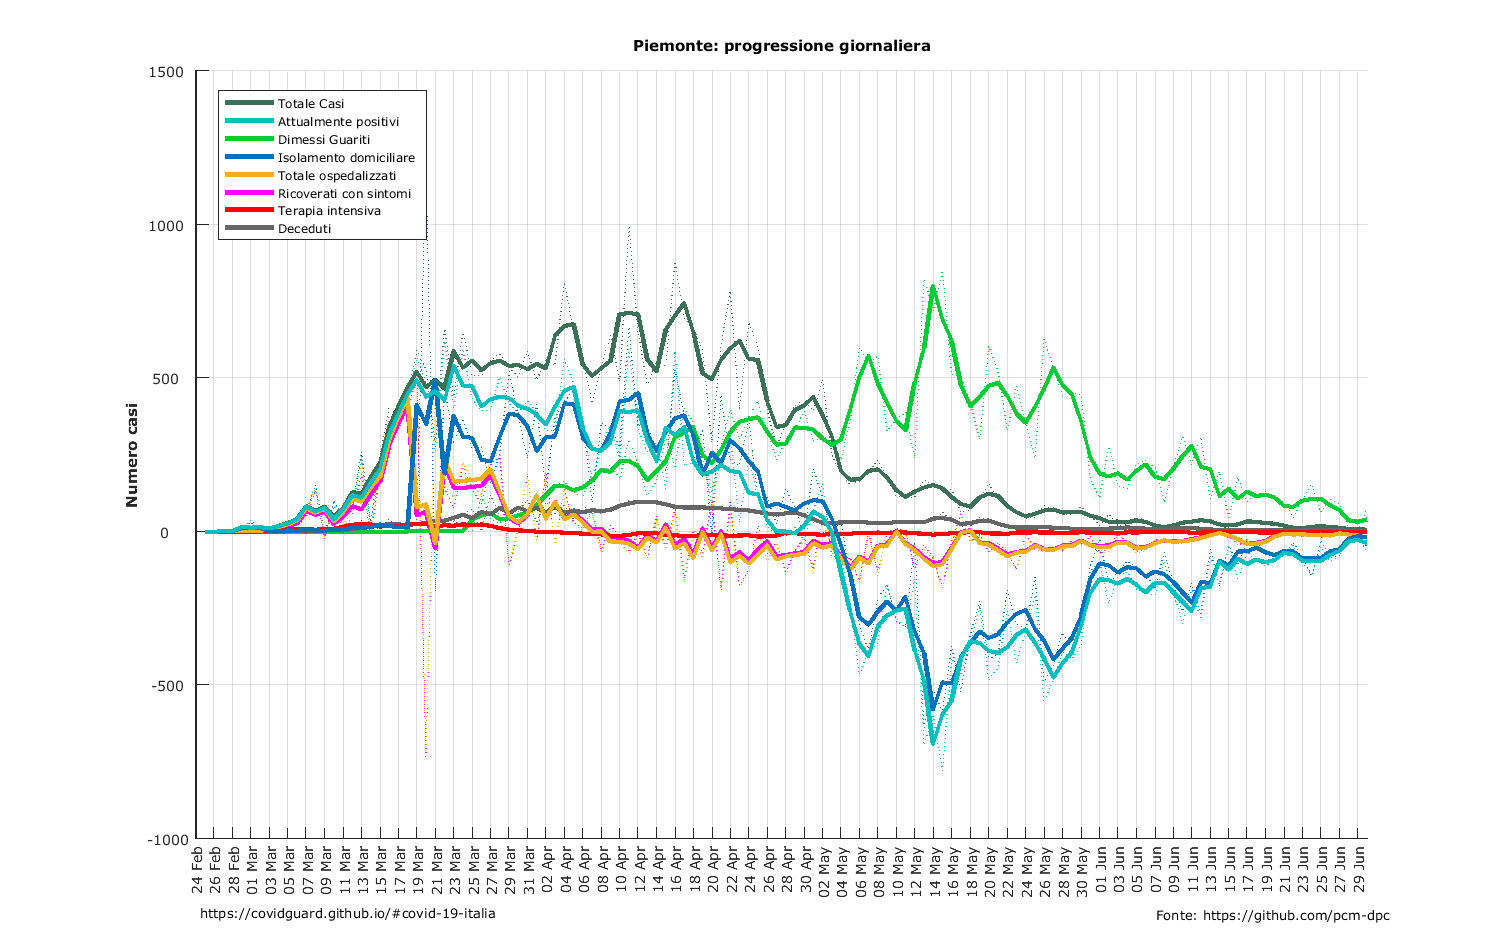 Piemonte: progressione giornaliera
Numero casi
1500
1000
500
0
-500
-1000
Totale Casi
Attualmente positivi
Dimessi Guariti
Isolamento domiciliare
Totale ospedalizzati
Ricoverati con sintomi
Terapia intensiva
Deceduti
24 Feb
26 Feb
28 Feb
01 Mar
03 Mar
05 Mar
07 Mar
09 Mar
11 Mar
13 Mar
15 Mar
17 Mar
19 Mar
21 Mar
23 Mar
25 Mar
27 Mar
29 Mar
31 Mar
02 Apr
04 Apr
06 Apr
08 Apr
10 Apr
12 Apr
14 Apr
16 Apr
18 Apr
20 Apr
22 Apr
24 Apr
26 Apr
28 Apr
30 Apr
02 May
04 May
06 May
08 May
10 May
12 May
14 May
16 May
18 May
20 May
22 May
24 May
26 May
28 May
30 May
01 Jun
03 Jun
05 Jun
07 Jun
09 Jun
11 Jun
13 Jun
15 Jun
17 Jun
19 Jun
21 Jun
23 Jun
25 Jun
27 Jun
29 Jun
https://covidguard.github.io/#covid-19-italia
Fonte: https://github.com/pcm-dpc